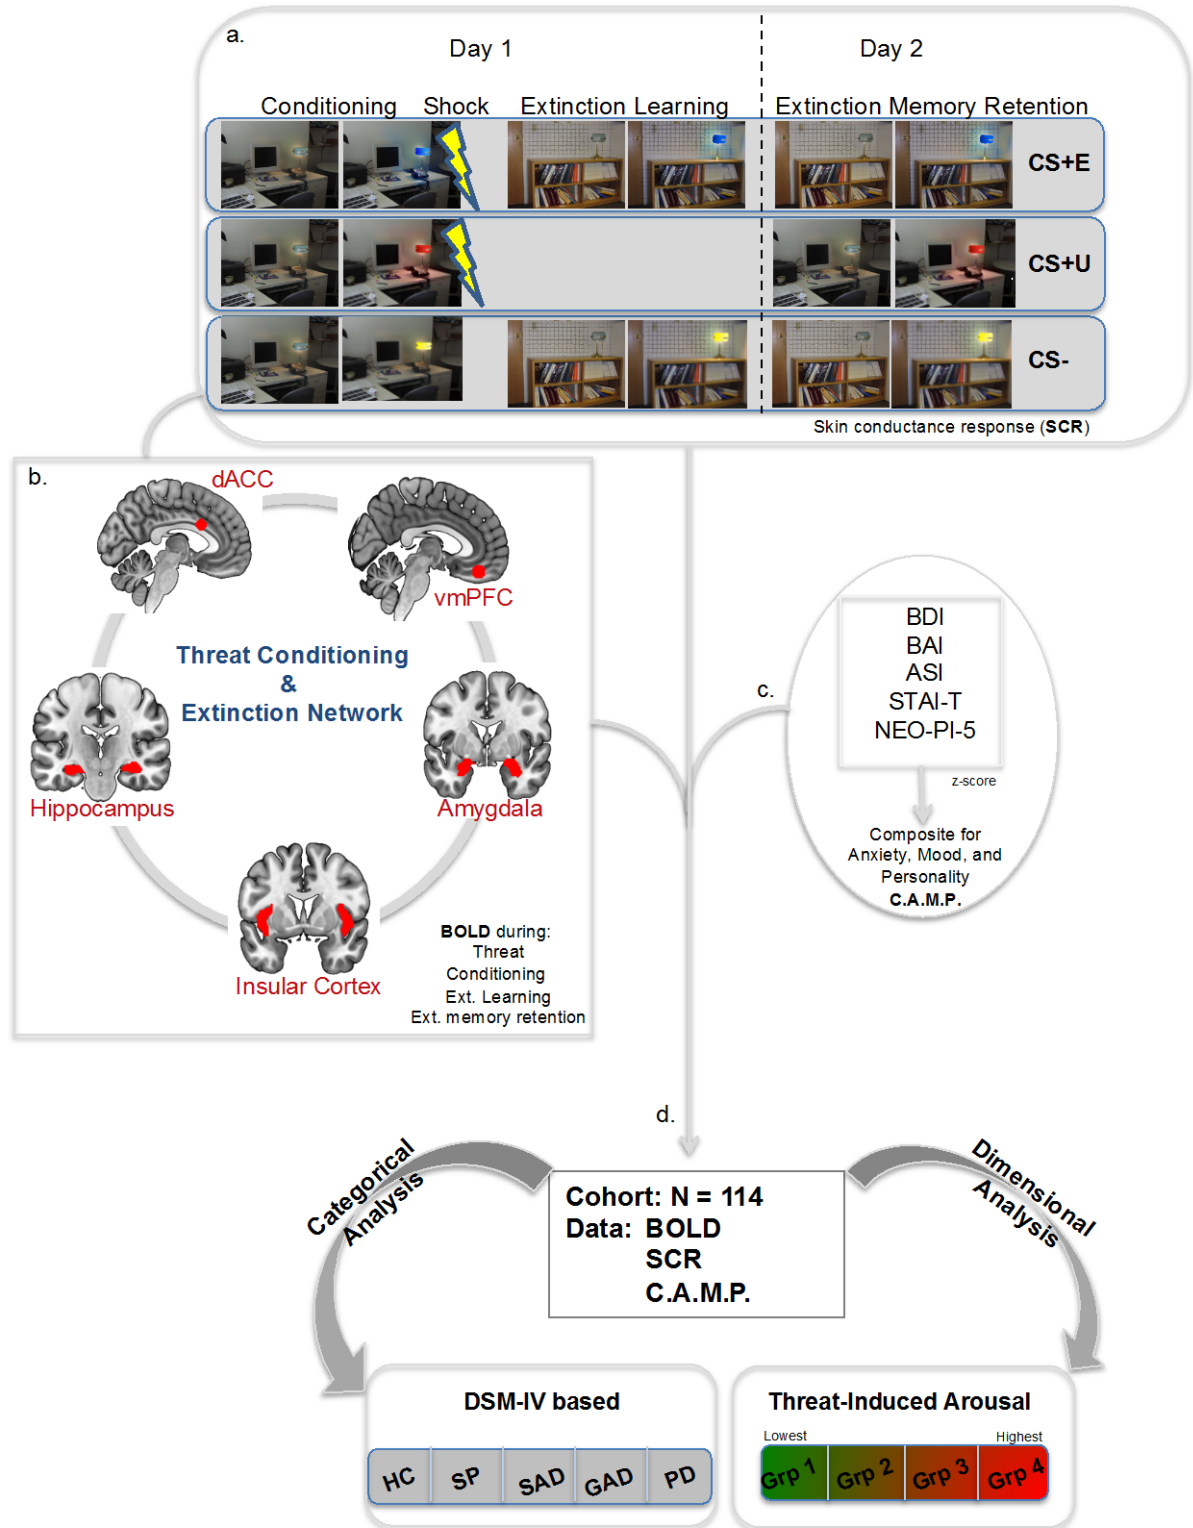 a.
Day 1
Day 2
Conditioning Shock Extinction Learning Extinction Memory Retention
CS+E
CS+U
CS-
Skin conductance response (SCR)
b.
dACC
vmPFC
Threat Conditioning
&
Extinction Network
Hippocampus
Amygdala
Insular Cortex
BOLD during:
Threat
Conditioning
Ext. Learning
Ext. memory retention
c.
BDI
BAI
ASI
STAI-T
NEO-PI-5
z-score
Composite for
Anxiety, Mood, and
Personality
C.A.M.P.
d.
Categorical
Analysis
Dimensional
Analysis
Cohort: N = 114
Data: BOLD
SCR
C.A.M.P.
DSM-IV based
HC SP SAD GAD PD
Threat-Induced Arousal
Lowest Highest
Grp 1 Grp 2 Grp 3 Grp 4